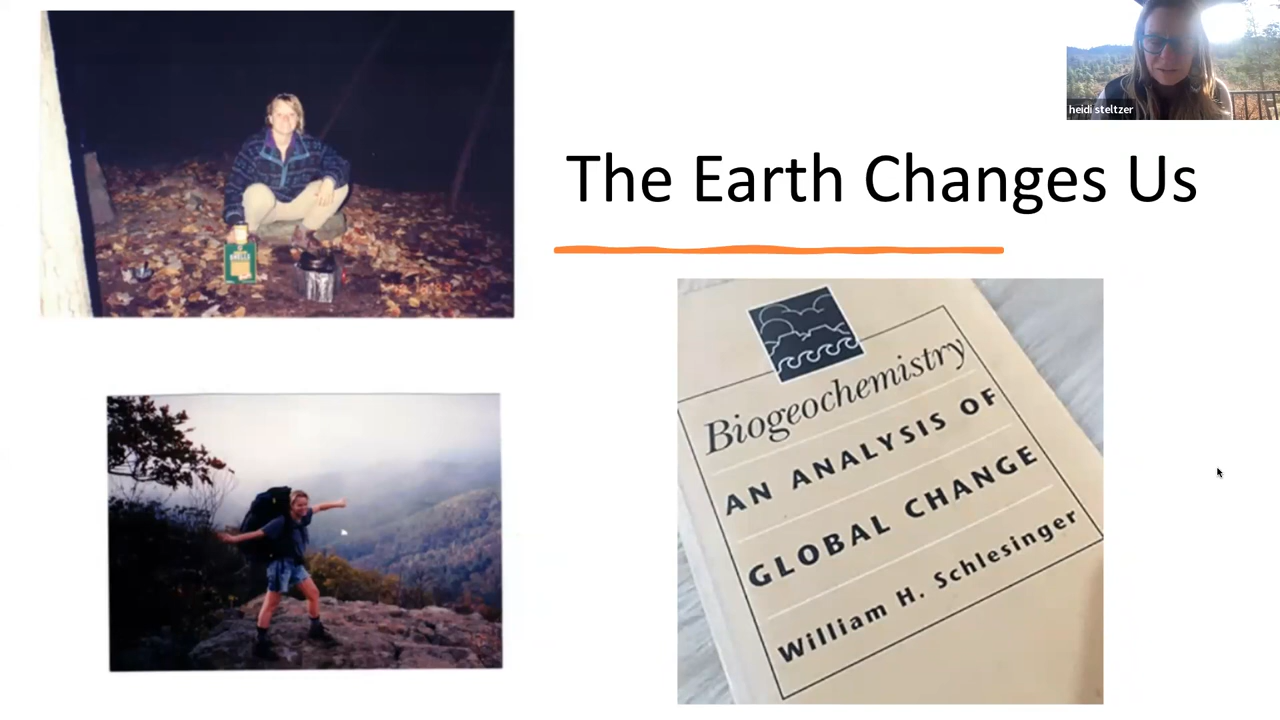 heidi steltzer
The Earth Changes Us
Biogeochemistry
AN ANALYSIS OF
GLOBAL CHANGE
William H. Schlesinger